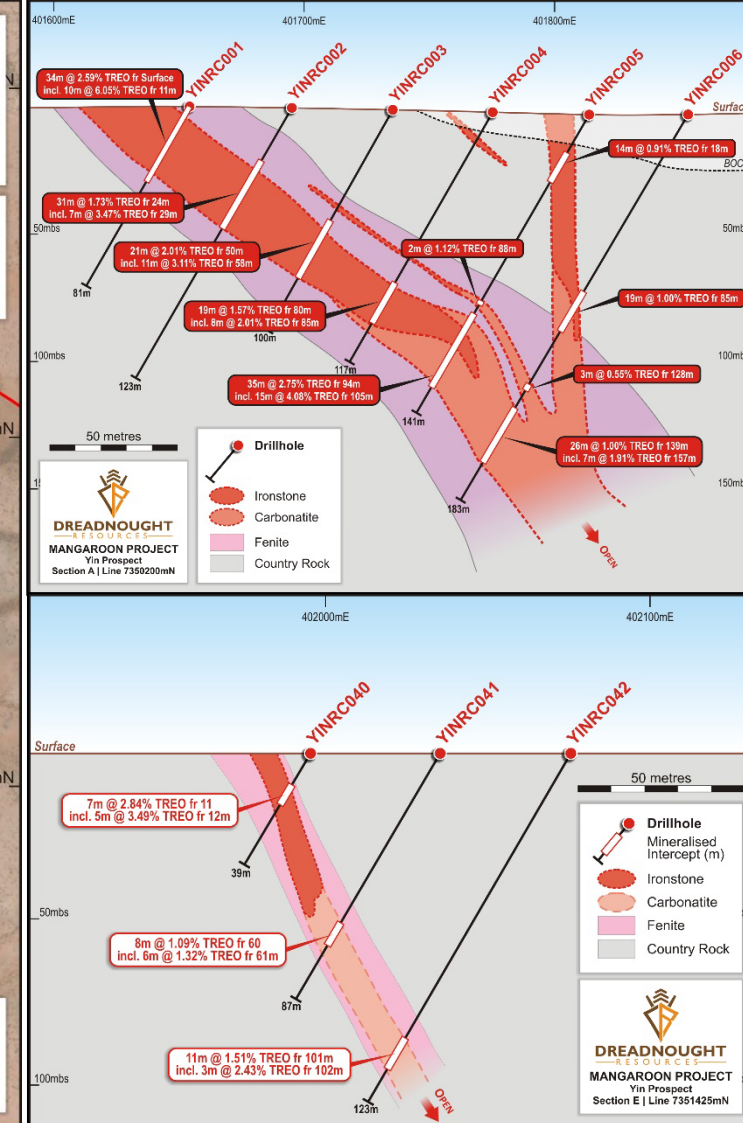 401600mE
401700mE
401800mE
YINRC001
YINRC002
YINRC003
YINRC004
YINRC005
YINRC006
34m @ 2.59% TREO fr Surface
incl. 10m @ 6.05% TREO fr 11m
Surfa
14m @ 0.91% TREO fr 18m
BOC
31m @ 1.73% TREO fr 24m
incl. 7m @ 3.47% TREO fr 29m
50mbs
50mb
21m @ 2.01% TREO fr 50m
incl. 11m @ 3.11% TREO fr 58m
2m @ 1.12% TREO fr 88m
81m
19m @ 1.57% TREO fr 80m
incl. 8m @ 2.01% TREO fr 85m
19m @ 1.00% TREO fr 85m
100m
100mbs
100mb
117m
3m @ 0.55% TREO fr 128m
123m
35m @ 2.75% TREO fr 94m
incl. 15m @ 4.08% TREO fr 105m
141m
26m @ 1.00% TREO fr 139m
incl. 7m @ 1.91% TREO fr 157m
50 metres
Drillhole
Ironstone
Carbonatite
Fenite
Country Rock
DREADNOUGHT
RESOURCES
MANGAROON PROJECT
Yin Prospect
Section A | Line 7350200mN
150mb
183m
OPEN
402000mE
402100mE
YINRC040
YINRC041
YINRC042
Surface
50 metres
7m @ 2.84% TREO fr 11
incl. 5m @ 3.49% TREO fr 12m
39m
Drillhole
Mineralised
Intercept (m)
Ironstone
Carbonatite
Fenite
Country Rock
50mbs
8m @ 1.09% TREO fr 60
incl. 6m @ 1.32% TREO fr 61m
87m
11m @ 1.51% TREO fr 101m
incl. 3m @ 2.43% TREO fr 102m
100mbs
123m
OPEN
DREADNOUGHT
RESOURCES
MANGAROON PROJECT
Yin Prospect
Section E | Line 7351425mN